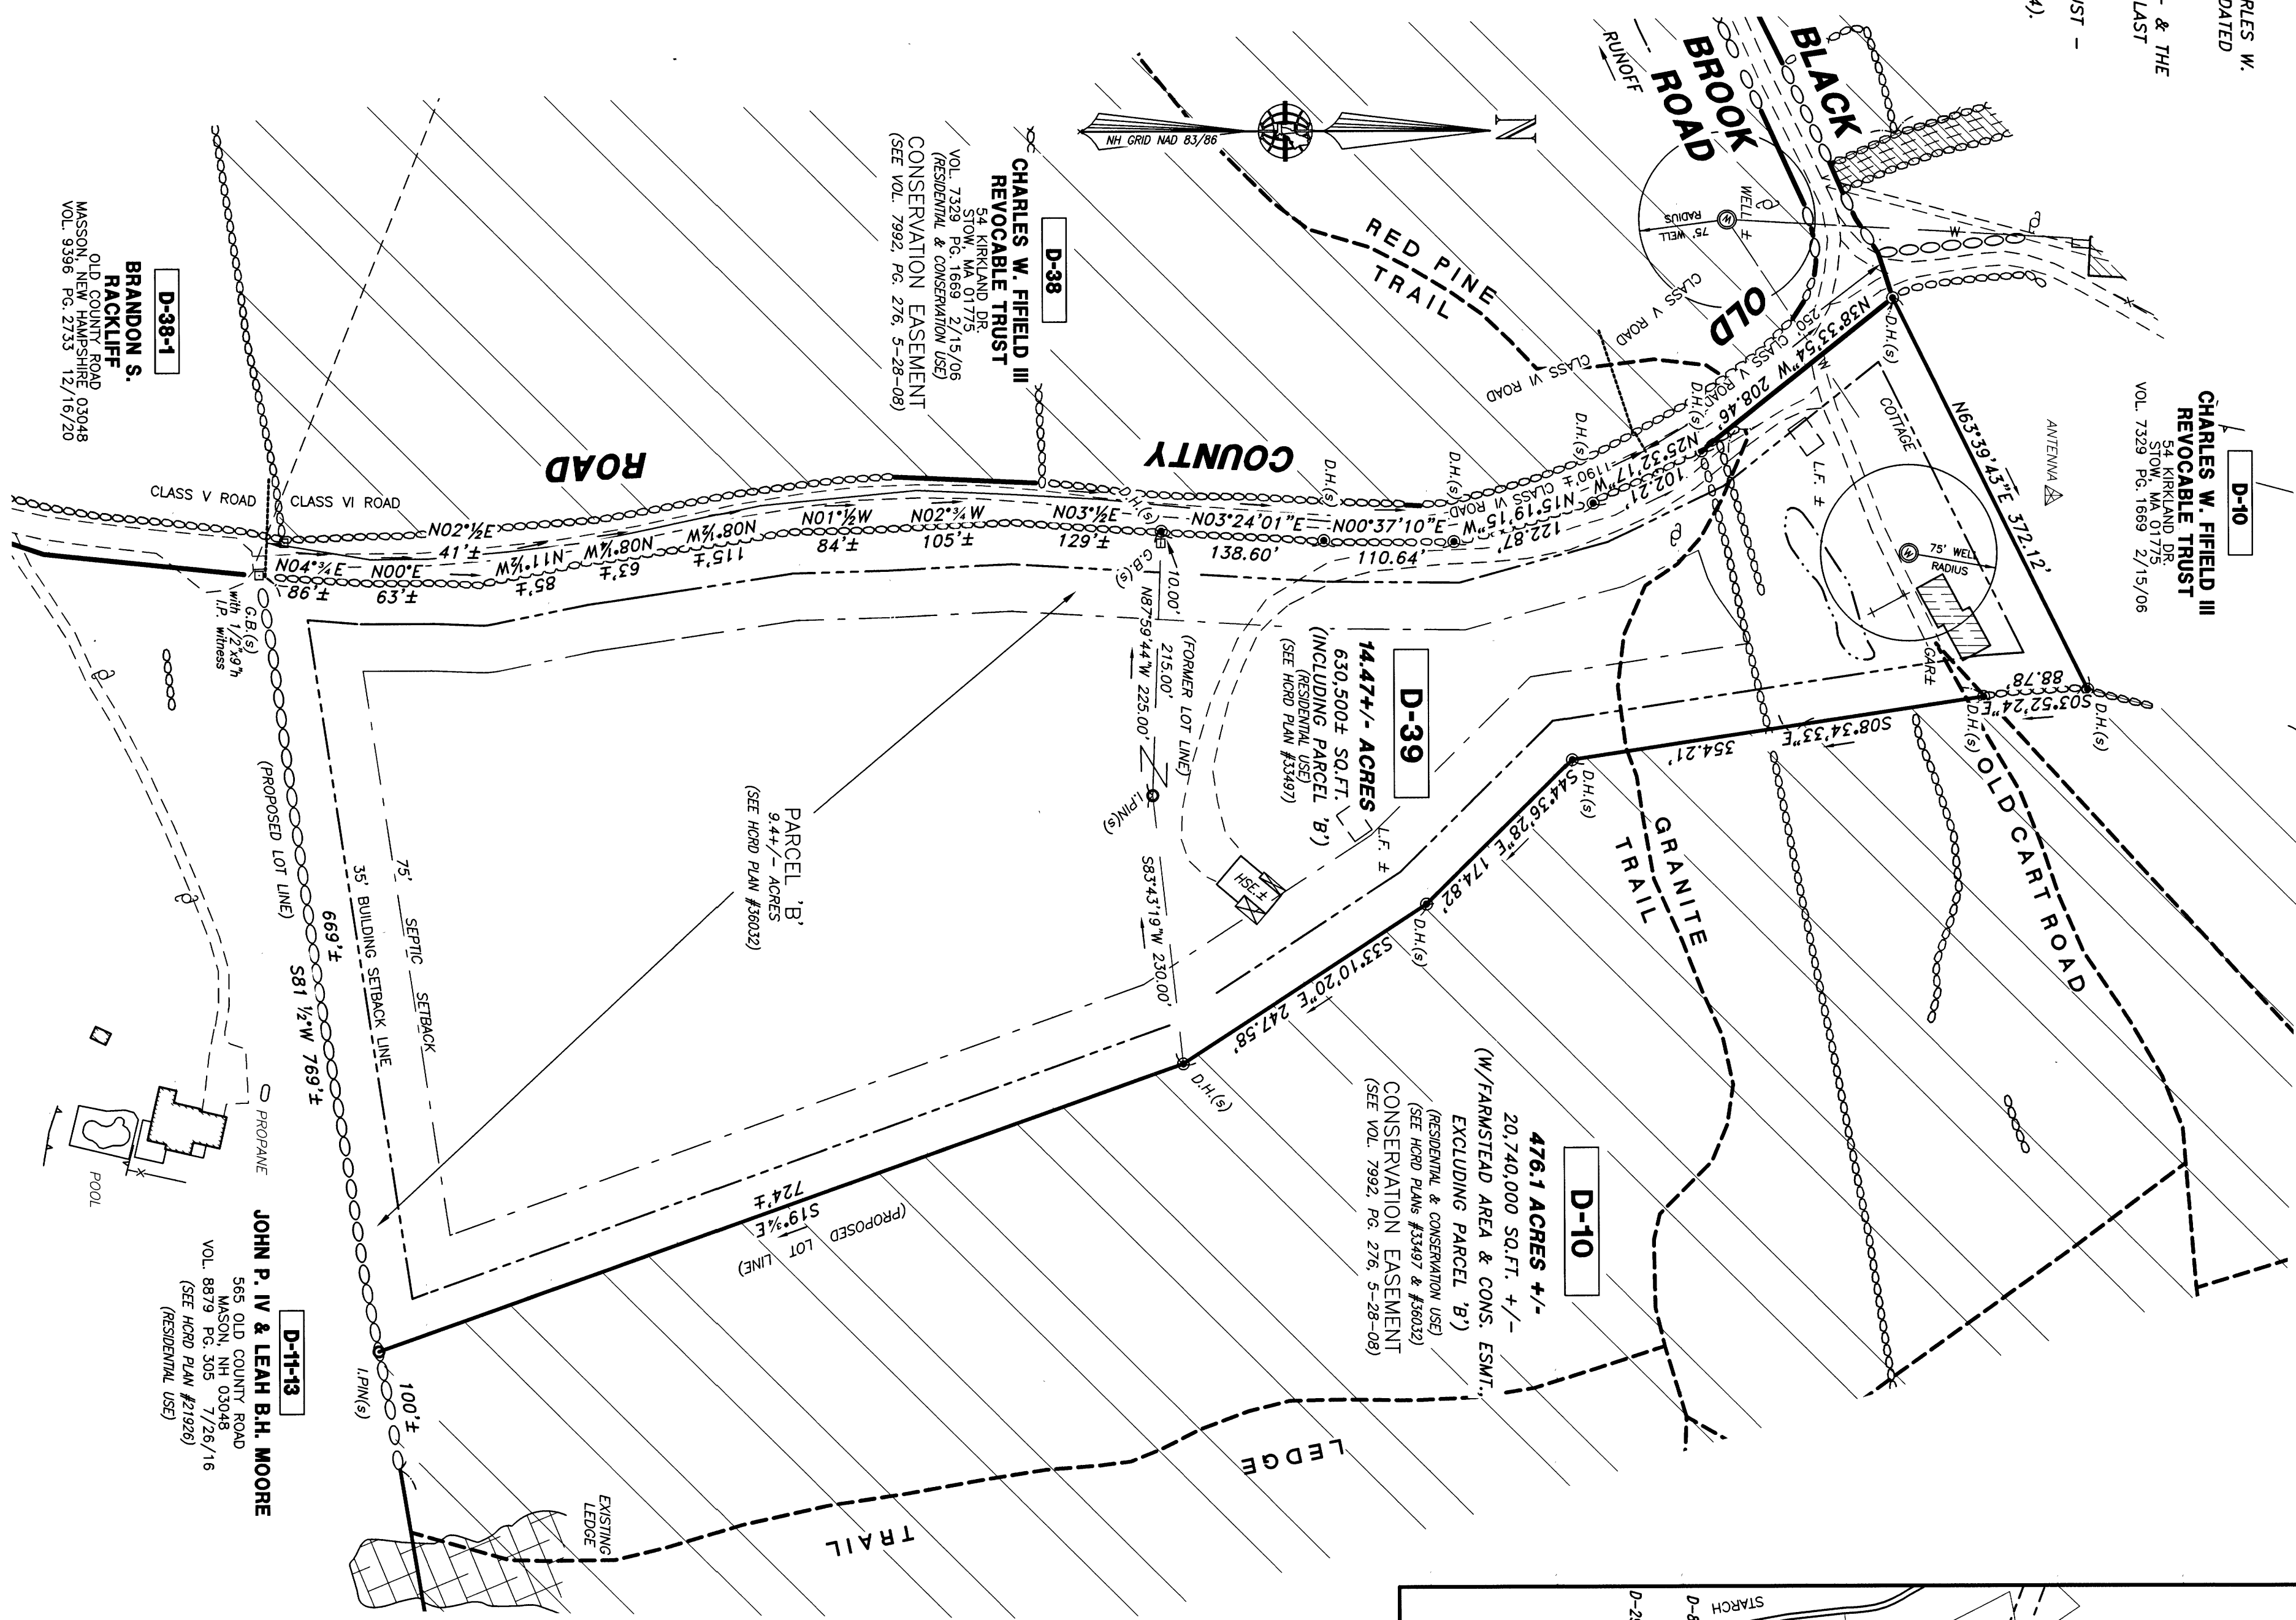 RLES W.
DATED
- & THE
LAST
UST -
4).
BLACK
BROOK
ROAD
RUNOFF
N
NH GRID NAD 83/86
RED PINE
TRAIL
WELL ±
75' WELL
RADIUS
W
W
W
CLASS V ROAD
CLASS VI ROAD
OLD
COUNTY
ROAD
D-10
CHARLES W. FIFIELD III
REVOCABLE TRUST
54 KIRKLAND DR.
STOW, MA 01775
VOL. 7329 PG. 1669 2/15/06
ANTENNA
N63°39'43"E 372.12'
D.H.(s)
N38°33'54"W 208.46'
250' CLASS V ROAD
COTTAGE
L.F. ±
W
75' WELL
RADIUS
GAR±
88.78'
S03°52'24"E
D.H.(s)
D.H.(s)
S08°34'33"E
354.21'
OLD CART ROAD
D.H.(s)
N25°32'17"W
102.21'
190'± CLASS VI ROAD
D.H.(s)
N15°19'15"W
122.87'
D.H.(s)
N00°37'10"E
110.64'
D.H.(s)
N03°24'01"E
138.60'
D.H.(s)
G.B.(s)
10.00'
N03°½E
129'±
N02°¾W
105'±
N01°½W
84'±
N08°½W
115'±
N08°¼W
63'±
N11°½W
85'±
N02°½E
41'±
N00°E
63'±
N04°¾E
86'±
CLASS V ROAD
CLASS VI ROAD
G.B.(s)
with 1/2"x9"h
I.P. witness
D-38
CHARLES W. FIFIELD III
REVOCABLE TRUST
54 KIRKLAND DR.
STOW, MA 01775
VOL. 7329 PG. 1669 2/15/06
(RESIDENTIAL & CONSERVATION USE)
CONSERVATION EASEMENT
(SEE VOL. 7992, PG. 276, 5-28-08)
D-38-1
BRANDON S.
RACKLIFF
OLD COUNTY ROAD
MASSON, NEW HAMPSHIRE 03048
VOL. 9396 PG. 2733 12/16/20
D-39
14.47+/- ACRES
630,500± SQ.FT.
(INCLUDING PARCEL 'B')
(RESIDENTIAL USE)
(SEE HCRD PLAN #33497)
(FORMER LOT LINE)
215.00'
N87°59'44"W 225.00'
I.PIN(s)
S83°43'19"W 230.00'
L.F. ±
HSE.±
PARCEL 'B'
9.4+/- ACRES
(SEE HCRD PLAN #36032)
D.H.(s)
S44°36'28"E
174.82'
D.H.(s)
S33°10'20"E
247.58'
D.H.(s)
GRANITE
TRAIL
D-10
476.1 ACRES +/-
20,740,000 SQ.FT. +/-
(W/FARMSTEAD AREA & CONS. ESMT.,
EXCLUDING PARCEL 'B')
(RESIDENTIAL & CONSERVATION USE)
(SEE HCRD PLANs #33497 & #36032)
CONSERVATION EASEMENT
(SEE VOL. 7992, PG. 276, 5-28-08)
724'±
S19°¾E
(PROPOSED LOT LINE)
75' SEPTIC SETBACK
35' BUILDING SETBACK LINE
(PROPOSED LOT LINE)
669'±
S81 ½°W 769'±
100'±
I.PIN(s)
PROPANE
POOL
D-11-13
JOHN P. IV & LEAH B.H. MOORE
565 OLD COUNTY ROAD
MASON, NH 03048
VOL. 8879 PG. 305 7/26/16
(SEE HCRD PLAN #21926)
(RESIDENTIAL USE)
LEDGE
TRAIL
EXISTING
LEDGE
STARCH